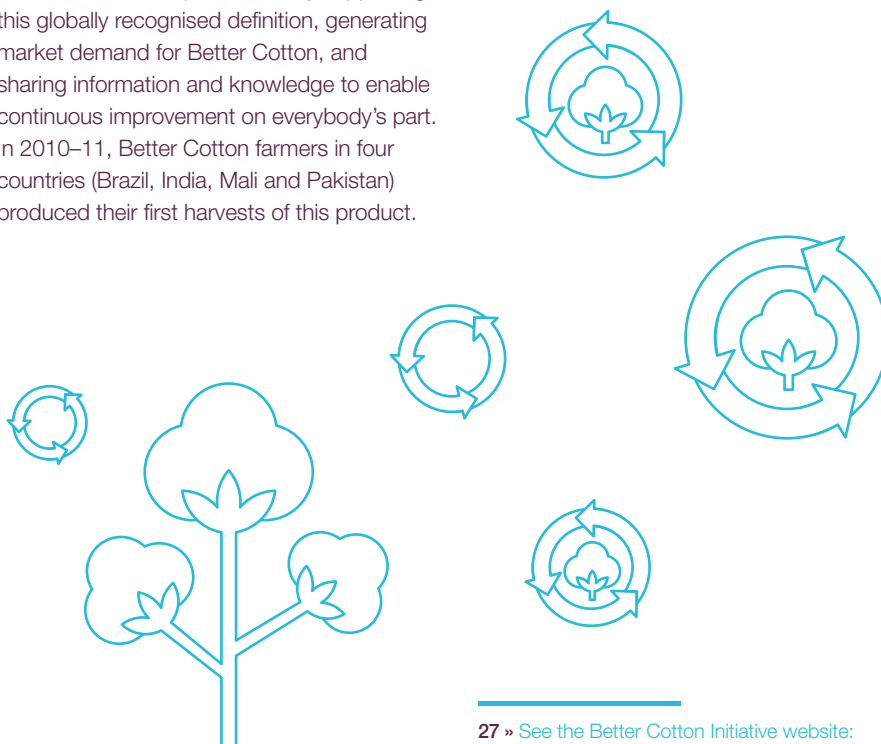 this globally recognised definition, generating
market demand for Better Cotton, and
sharing information and knowledge to enable
continuous improvement on everybody's part.
n 2010–11, Better Cotton farmers in four
countries (Brazil, India, Mali and Pakistan)
produced their first harvests of this product.
27 » See the Better Cotton Initiative website: